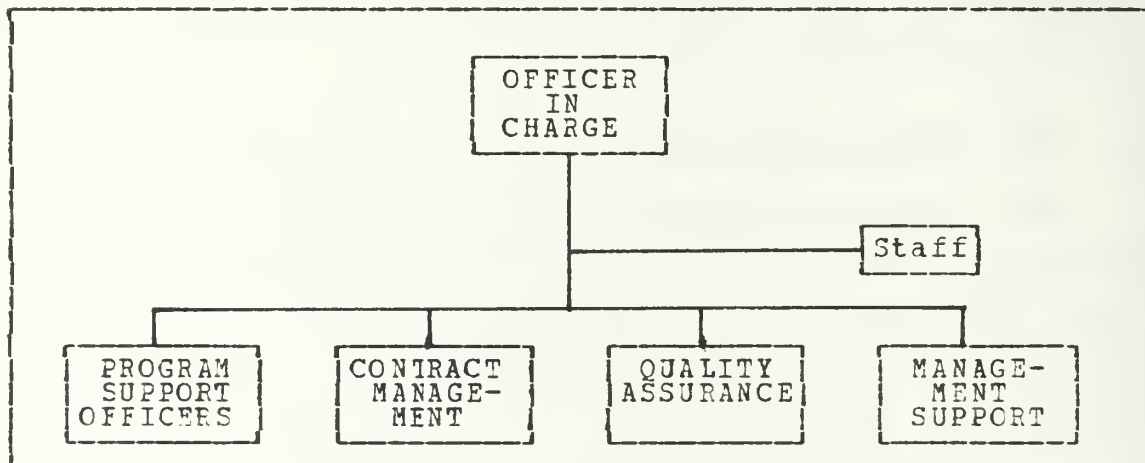 OFFICER
IN
CHARGE
Staff
PROGRAM
SUPPORT
OFFICERS
CONTRACT
MANAGE-
MENT
QUALITY
ASSURANCE
MANAGE-
MENT
SUPPORT